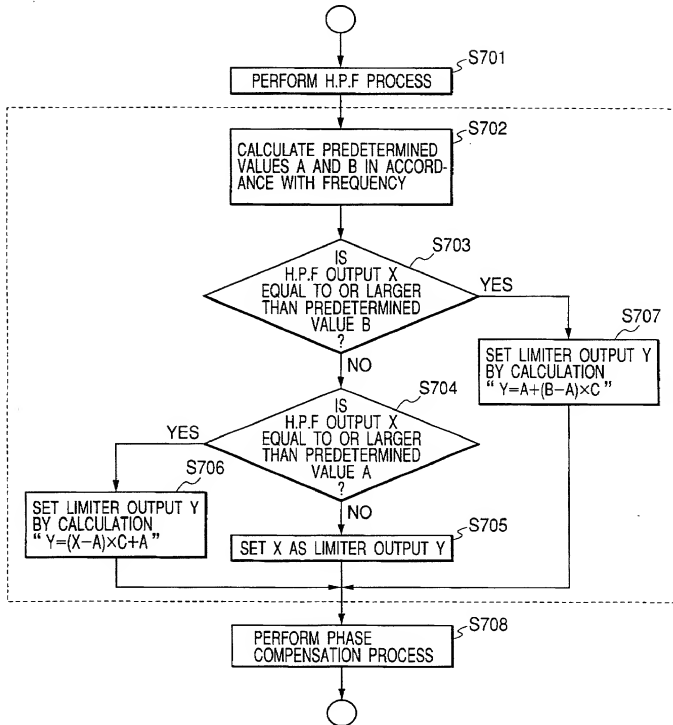 S701
PERFORM H.P.F PROCESS
S702
CALCULATE PREDETERMINED
VALUES A AND B IN ACCORD-
ANCE WITH FREQUENCY
S703
IS
H.P.F OUTPUT X
EQUAL TO OR LARGER
THAN PREDETERMINED
VALUE B
?
YES
NO
S707
SET LIMITER OUTPUT Y
BY CALCULATION
“ Y=A+(B−A)×C ”
S704
IS
H.P.F OUTPUT X
EQUAL TO OR LARGER
THAN PREDETERMINED
VALUE A
?
YES
NO
S706
SET LIMITER OUTPUT Y
BY CALCULATION
“ Y=(X−A)×C+A ”
S705
SET X AS LIMITER OUTPUT Y
S708
PERFORM PHASE
COMPENSATION PROCESS